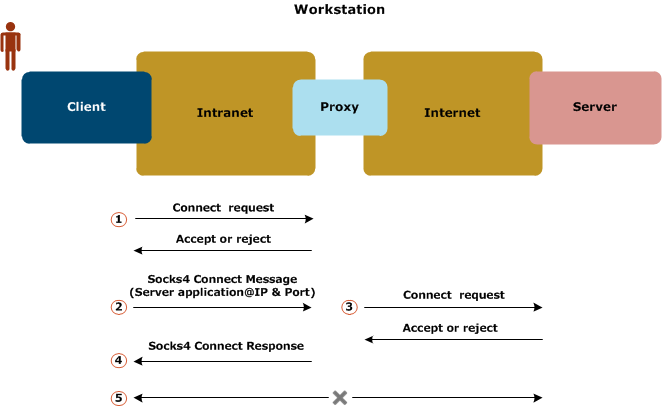 Workstation
Client
Intranet
Proxy
Internet
Server
1
Connect request
Accept or reject
2
Socks4 Connect Message
(Server application@IP & Port)
3
Connect request
Accept or reject
4
Socks4 Connect Response
5